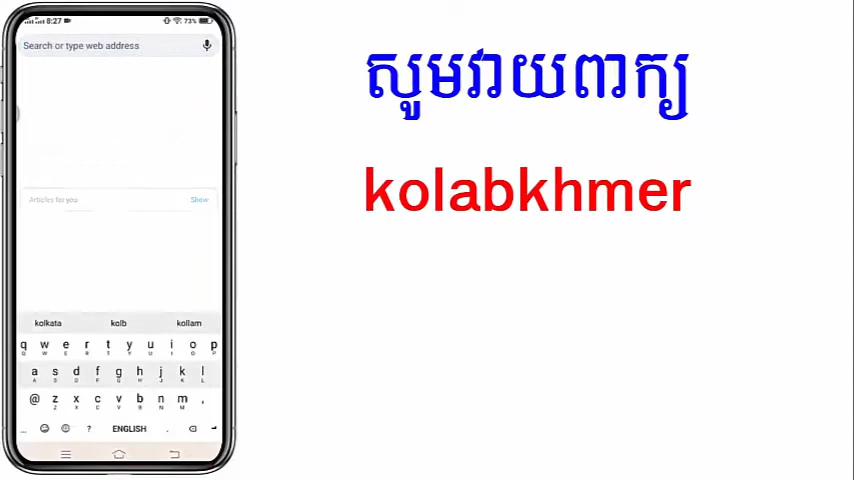 8:27 73%
Search or type web address
សូមវាយពាក្យ
kolabkhmer
Articles for you Show
kolkata kolb kollam
q w e r t y u i o p
Q W E R T Y U I O P
a s d f g h j k l
A S D F G H J K L
@ z x c v b n m ,
Z X C V B N M
... ? ENGLISH .